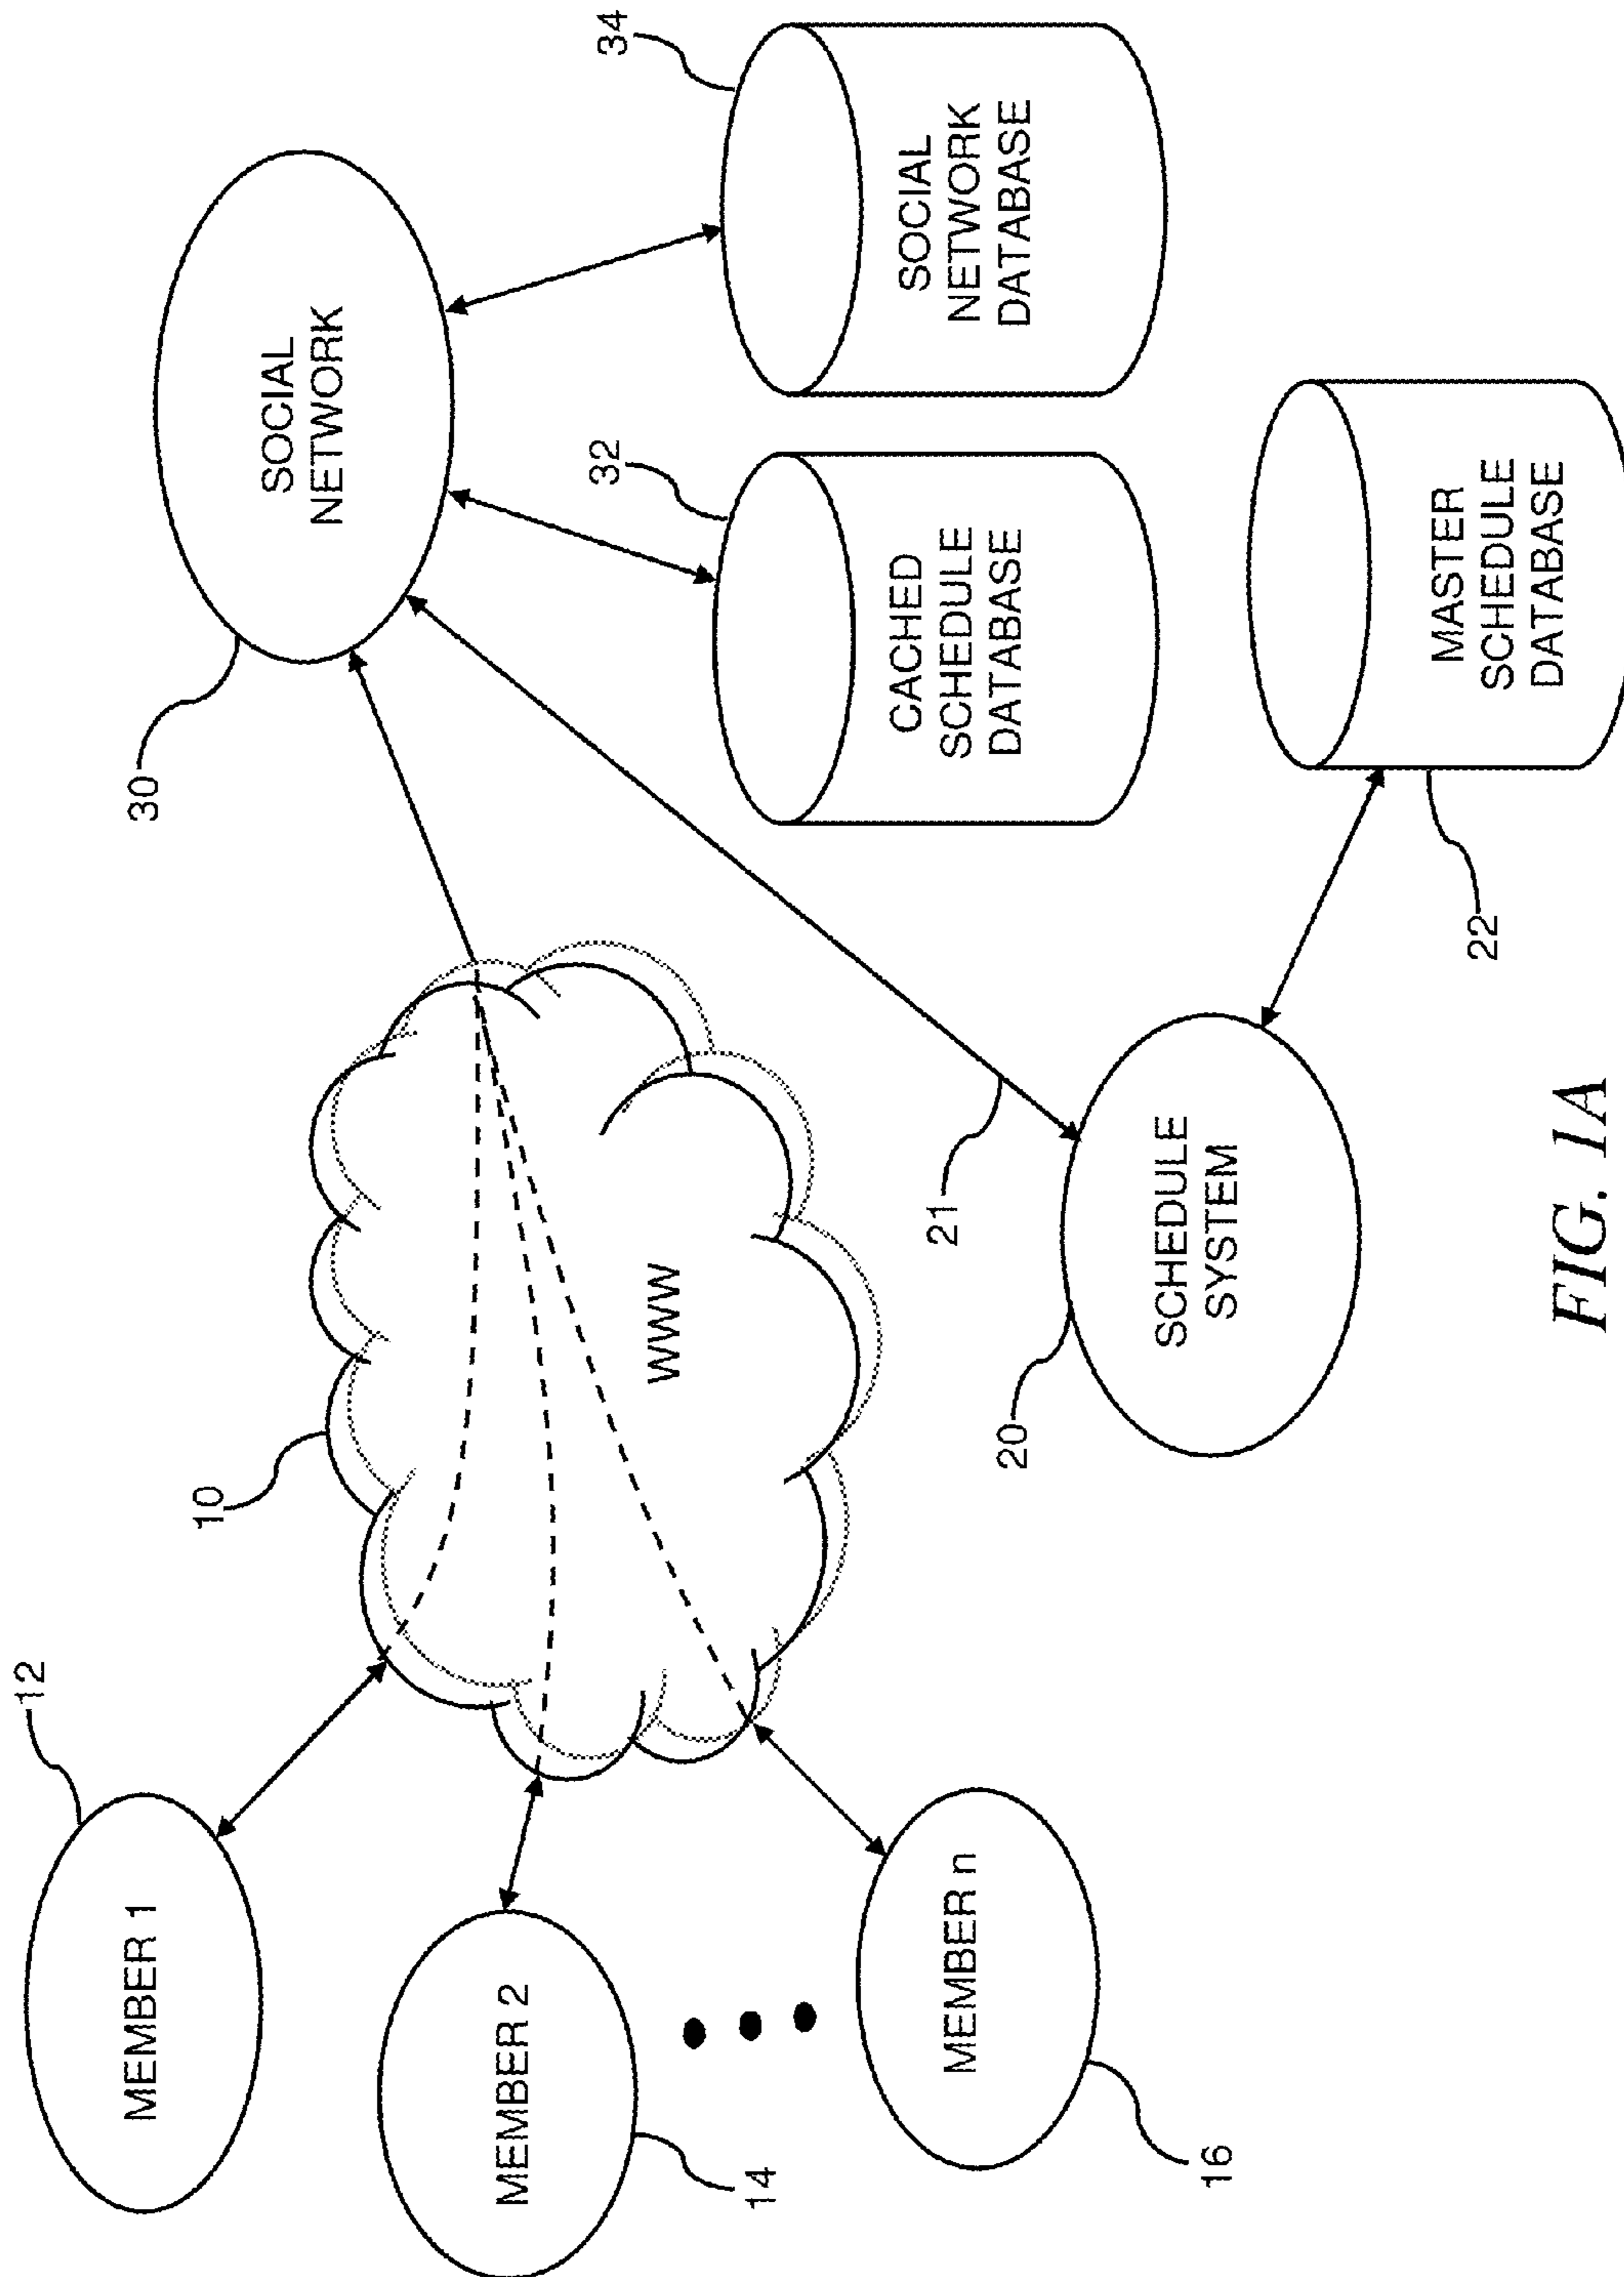 12
MEMBER 1
14
MEMBER 2
16
MEMBER n
10
WWW
30
SOCIAL
NETWORK
34
SOCIAL
NETWORK
DATABASE
32
CACHED
SCHEDULE
DATABASE
21
20
SCHEDULE
SYSTEM
22
MASTER
SCHEDULE
DATABASE
FIG. 1A